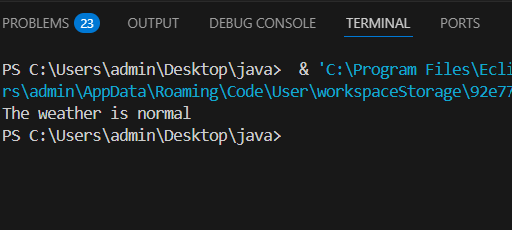 PROBLEMS 23 OUTPUT DEBUG CONSOLE TERMINAL PORTS
PS C:\Users\admin\Desktop\java>  & 'C:\Program Files\Ecli
rs\admin\AppData\Roaming\Code\User\workspaceStorage\92e77
The weather is normal
PS C:\Users\admin\Desktop\java>